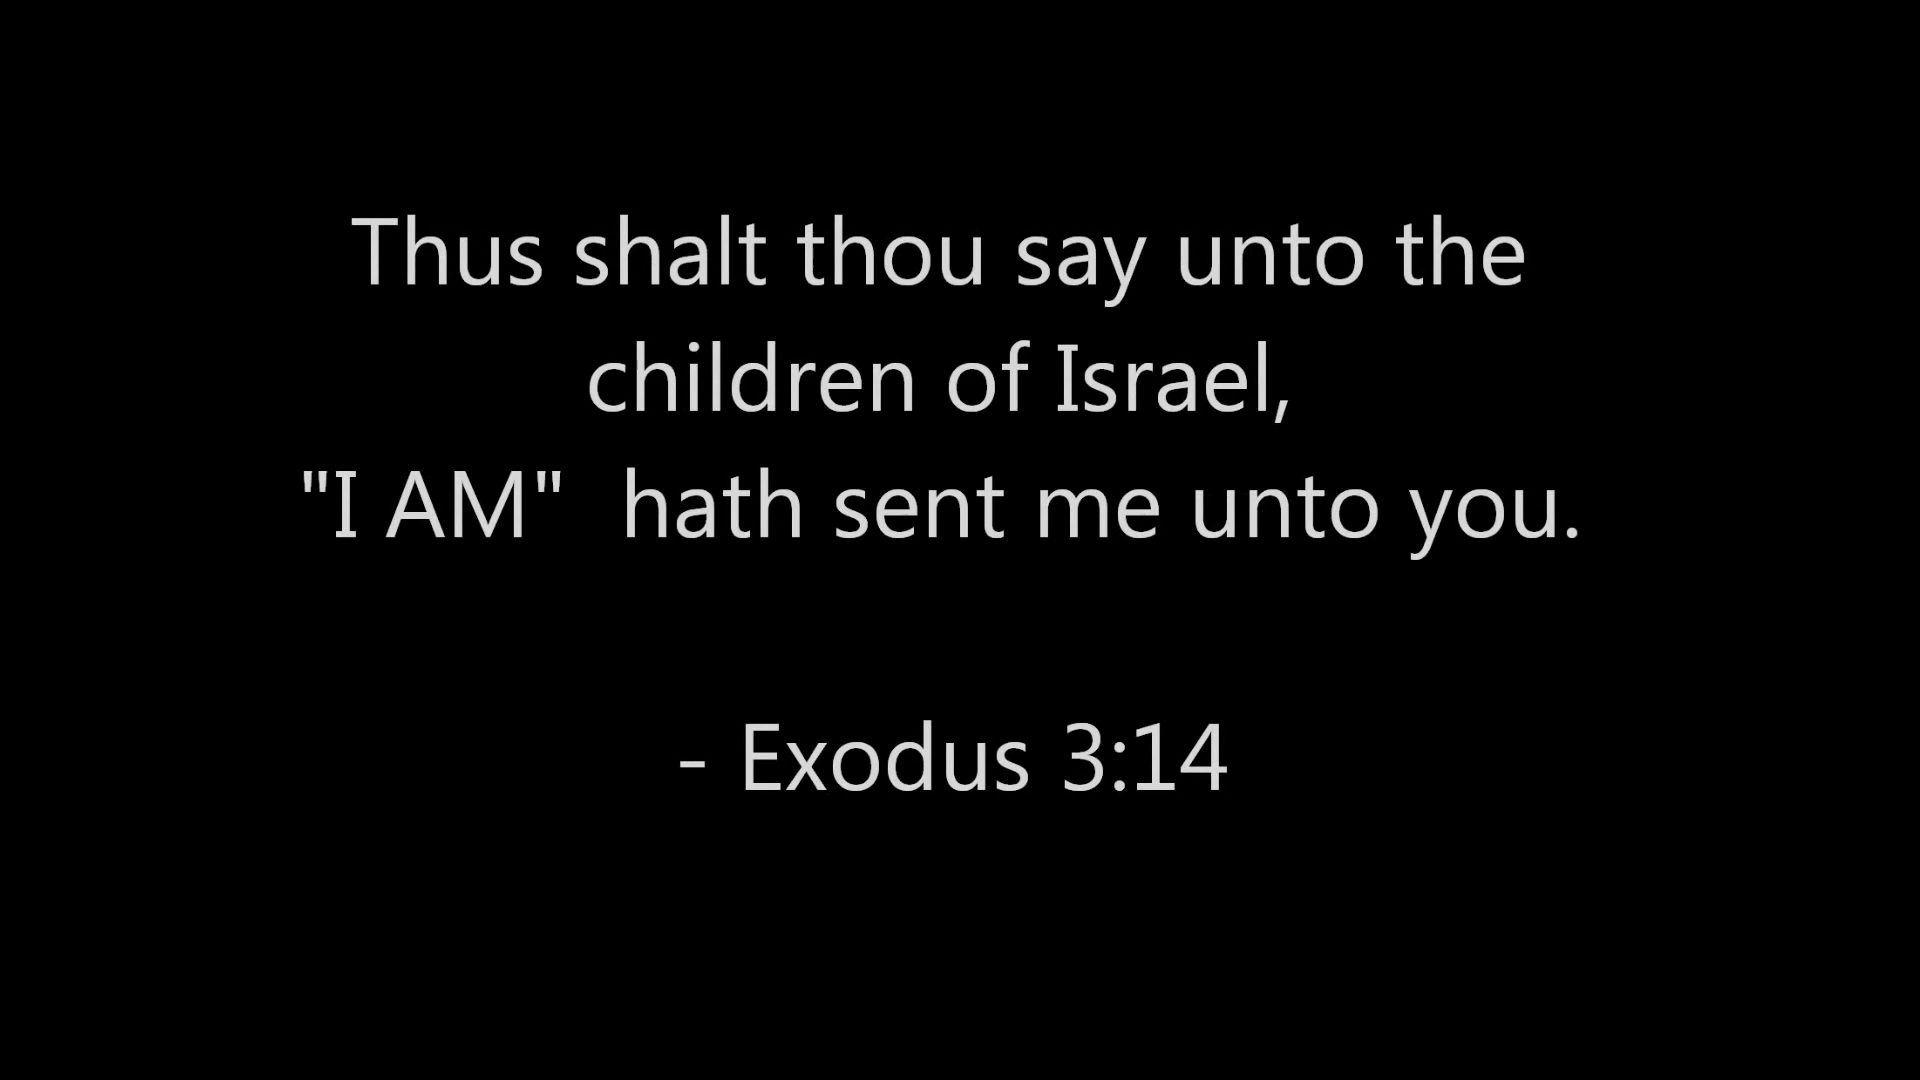 Thus shalt thou say unto the
children of Israel,
"I AM"  hath sent me unto you.
- Exodus 3:14